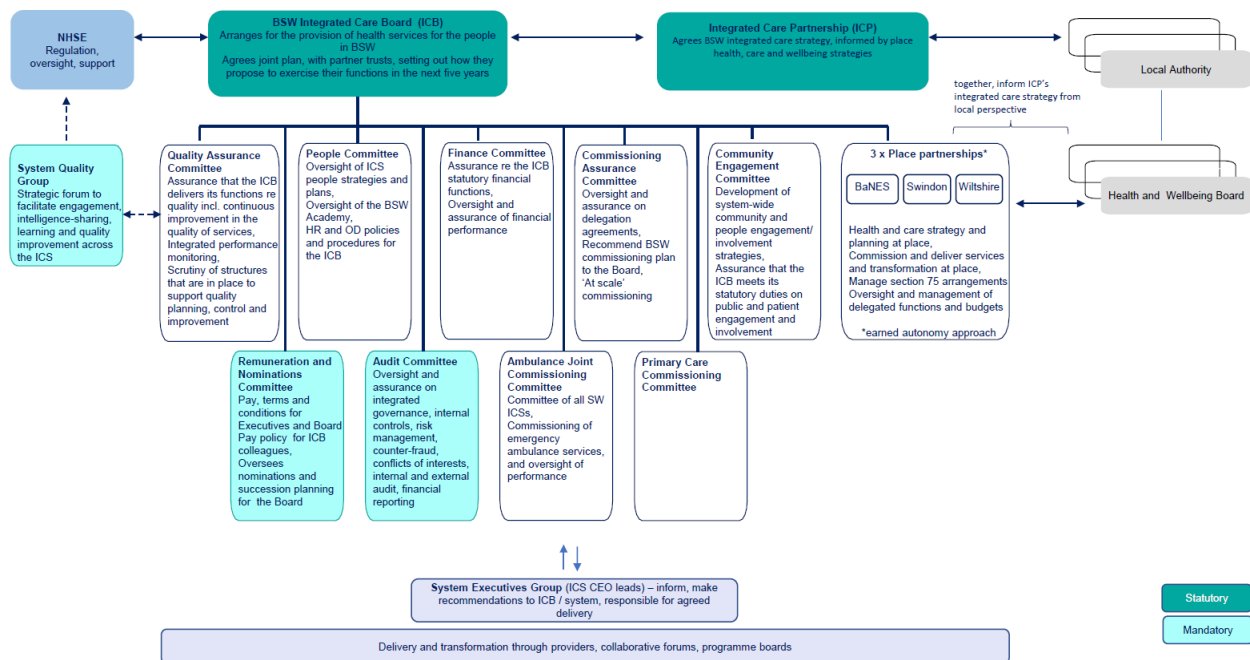 NHSE
Regulation,
oversight, support
BSW Integrated Care Board (ICB)
Arranges for the provision of health services for the people
in BSW
Agrees joint plan, with partner trusts, setting out how they
propose to exercise their functions in the next five years
Integrated Care Partnership (ICP)
Agrees BSW integrated care strategy, informed by place
health, care and wellbeing strategies
Local Authority
together, inform ICP's
integrated care strategy from
local perspective
Health and Wellbeing Board
System Quality
Group
Strategic forum to
facilitate engagement,
intelligence-sharing,
learning and quality
improvement across
the ICS
Quality Assurance
Committee
Assurance that the ICB
delivers its functions re
quality incl. continuous
improvement in the
quality of services,
Integrated performance
monitoring,
Scrutiny of structures
that are in place to
support quality
planning, control and
improvement
People Committee
Oversight of ICS
people strategies and
plans,
Oversight of the BSW
Academy,
HR and OD policies
and procedures for
the ICB
Finance Committee
Assurance re the ICB
statutory financial
functions,
Oversight and
assurance of financial
performance
Commissioning
Assurance
Committee
Oversight and
assurance on
delegation
agreements,
Recommend BSW
commissioning plan
to the Board,
'At scale'
commissioning
Community
Engagement
Committee
Development of
system-wide
community and
people engagement/
involvement
strategies,
Assurance that the
ICB meets its
statutory duties on
public and patient
engagement and
involvement
3 x Place partnerships*
BaNES
Swindon
Wiltshire
Health and care strategy and
planning at place,
Commission and deliver services
and transformation at place,
Manage section 75 arrangements
Oversight and management of
delegated functions and budgets
*earned autonomy approach
Remuneration and
Nominations
Committee
Pay, terms and
conditions for
Executives and Board
Pay policy for ICB
colleagues,
Oversees
nominations and
succession planning
for the Board
Audit Committee
Oversight and
assurance on
integrated
governance, internal
controls, risk
management,
counter-fraud,
conflicts of interests,
internal and external
audit, financial
reporting
Ambulance Joint
Commissioning
Committee
Committee of all SW
ICSs,
Commissioning of
emergency
ambulance services,
and oversight of
performance
Primary Care
Commissioning
Committee
System Executives Group (ICS CEO leads) – inform, make
recommendations to ICB / system, responsible for agreed
delivery
Delivery and transformation through providers, collaborative forums, programme boards
Statutory
Mandatory